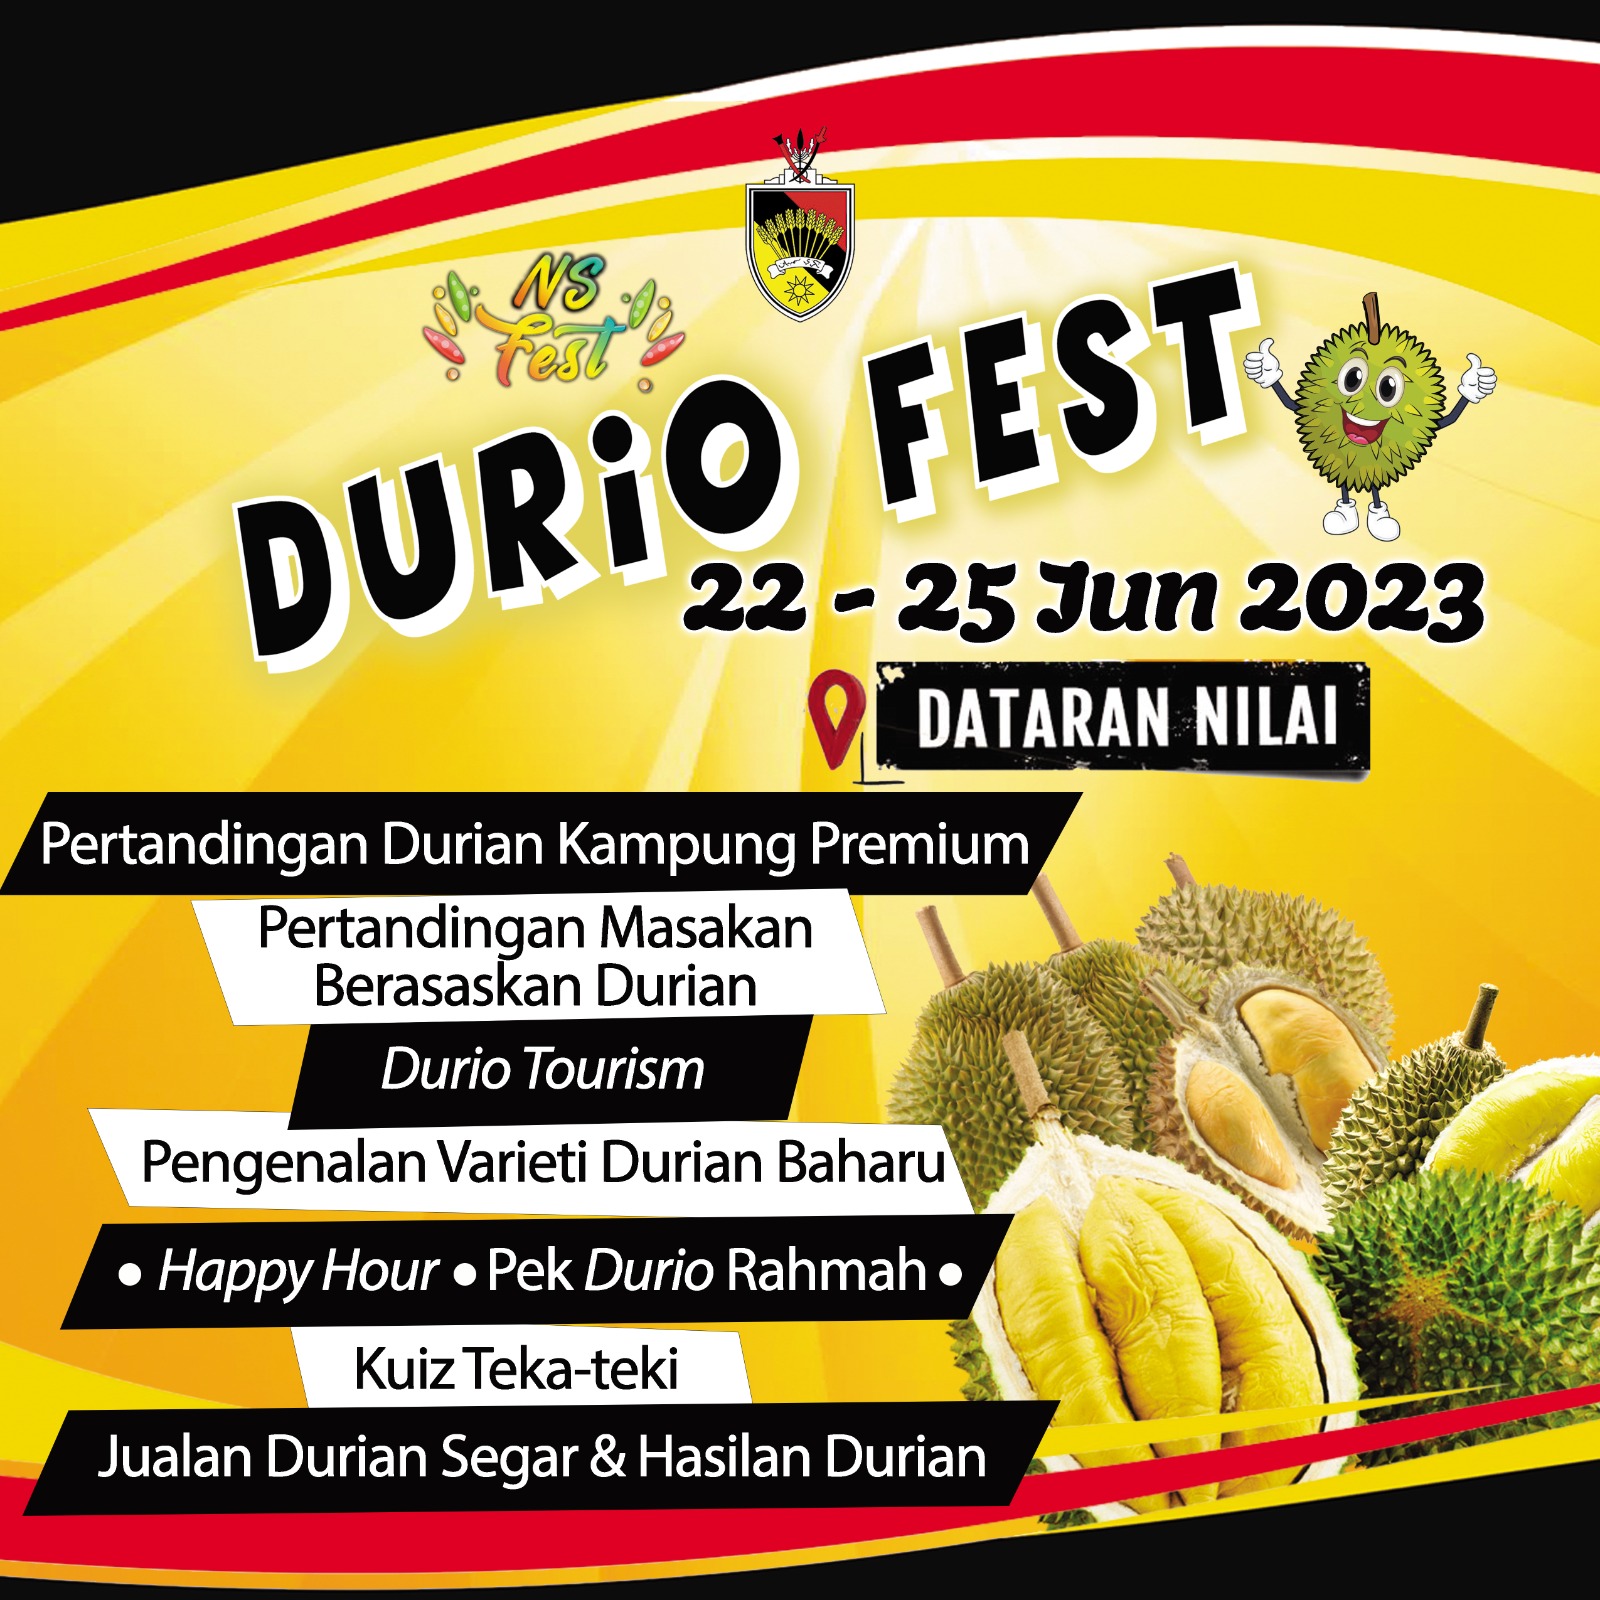 NS
Fest
DURiO FEST
22 - 25 Jun 2023
DATARAN NILAI
Pertandingan Durian Kampung Premium
Pertandingan Masakan
Berasaskan Durian
Durio Tourism
Pengenalan Varieti Durian Baharu
• Happy Hour • Pek Durio Rahmah •
Kuiz Teka-teki
Jualan Durian Segar & Hasilan Durian